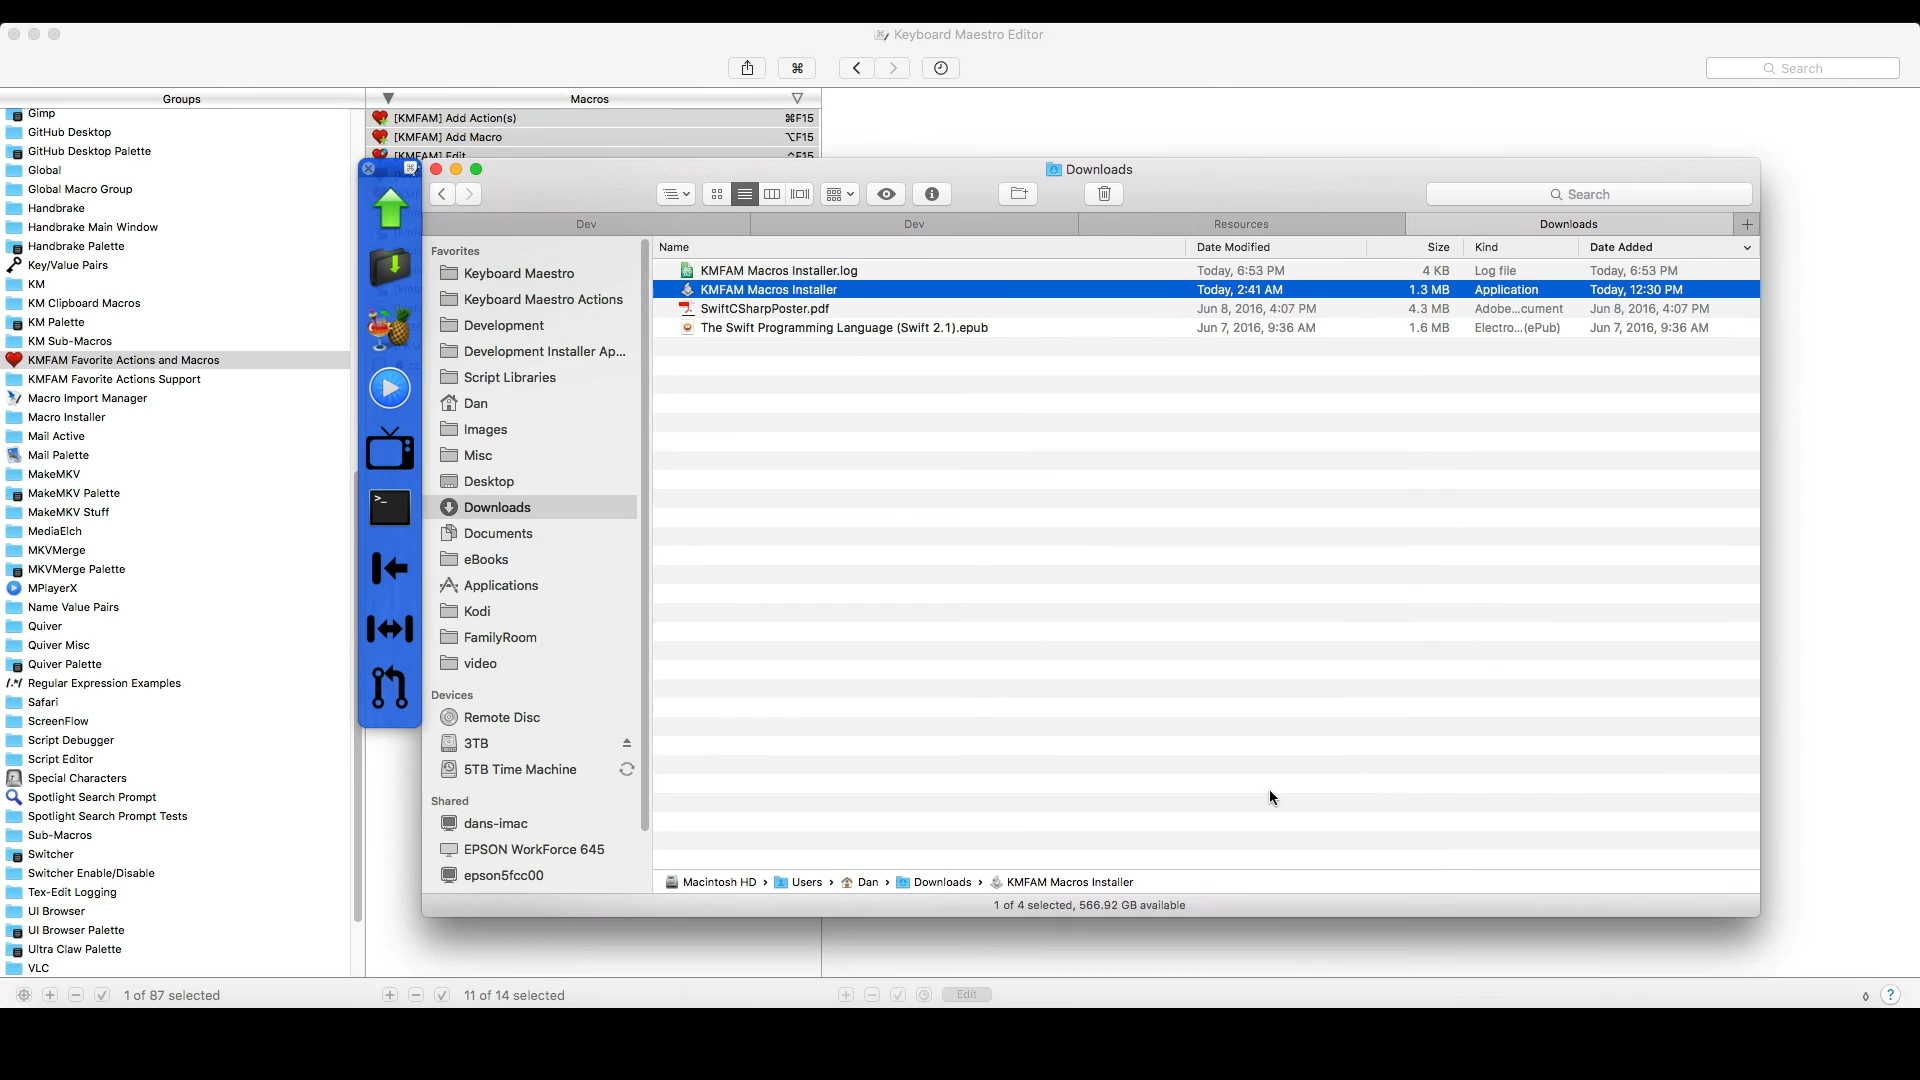 Keyboard Maestro Editor
Search
Groups
Macros
Gimp
GitHub Desktop
GitHub Desktop Palette
Global
Global Macro Group
Handbrake
Handbrake Main Window
Handbrake Palette
Key/Value Pairs
KM
KM Clipboard Macros
KM Palette
KM Sub-Macros
KMFAM Favorite Actions and Macros
KMFAM Favorite Actions Support
Macro Import Manager
Macro Installer
Mail Active
Mail Palette
MakeMKV
MakeMKV Palette
MakeMKV Stuff
MediaElch
MKVMerge
MKVMerge Palette
MPlayerX
Name Value Pairs
Quiver
Quiver Misc
Quiver Palette
Regular Expression Examples
Safari
ScreenFlow
Script Debugger
Script Editor
Special Characters
Spotlight Search Prompt
Spotlight Search Prompt Tests
Sub-Macros
Switcher
Switcher Enable/Disable
Tex-Edit Logging
UI Browser
UI Browser Palette
Ultra Claw Palette
VLC
1 of 87 selected
[KMFAM] Add Action(s) ⌘F15
[KMFAM] Add Macro ⌥F15
[KMFAM] Edit ^F15
11 of 14 selected
Edit
Downloads
Search
Dev
Dev
Resources
Downloads
Favorites
Keyboard Maestro
Keyboard Maestro Actions
Development
Development Installer Ap...
Script Libraries
Dan
Images
Misc
Desktop
Downloads
Documents
eBooks
Applications
Kodi
FamilyRoom
video
Devices
Remote Disc
3TB
5TB Time Machine
Shared
dans-imac
EPSON WorkForce 645
epson5fcc00
Name Date Modified Size Kind Date Added
KMFAM Macros Installer.log Today, 6:53 PM 4 KB Log file Today, 6:53 PM
KMFAM Macros Installer Today, 2:41 AM 1.3 MB Application Today, 12:30 PM
SwiftCSharpPoster.pdf Jun 8, 2016, 4:07 PM 4.3 MB Adobe...cument Jun 8, 2016, 4:07 PM
The Swift Programming Language (Swift 2.1).epub Jun 7, 2016, 9:36 AM 1.6 MB Electro...(ePub) Jun 7, 2016, 9:36 AM
Macintosh HD › Users › Dan › Downloads › KMFAM Macros Installer
1 of 4 selected, 566.92 GB available